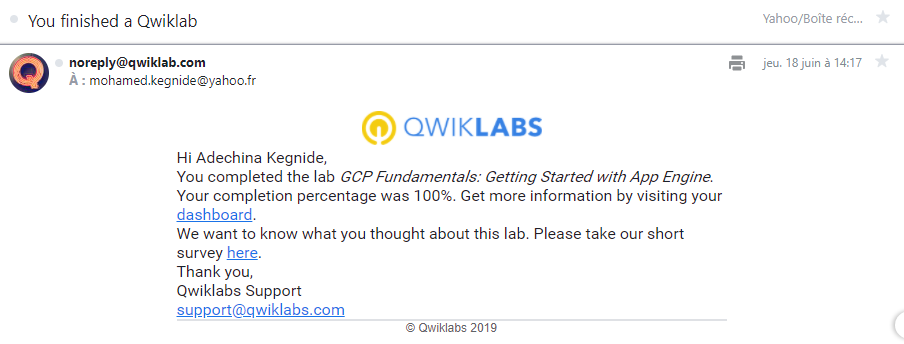 You finished a Qwiklab
Yahoo/Boîte réc...
noreply@qwiklab.com
jeu. 18 juin à 14:17
À : mohamed.kegnide@yahoo.fr
QWIKLABS
Hi Adechina Kegnide,
You completed the lab GCP Fundamentals: Getting Started with App Engine.
Your completion percentage was 100%. Get more information by visiting your
dashboard.
We want to know what you thought about this lab. Please take our short
survey here.
Thank you,
Qwiklabs Support
support@qwiklabs.com
© Qwiklabs 2019